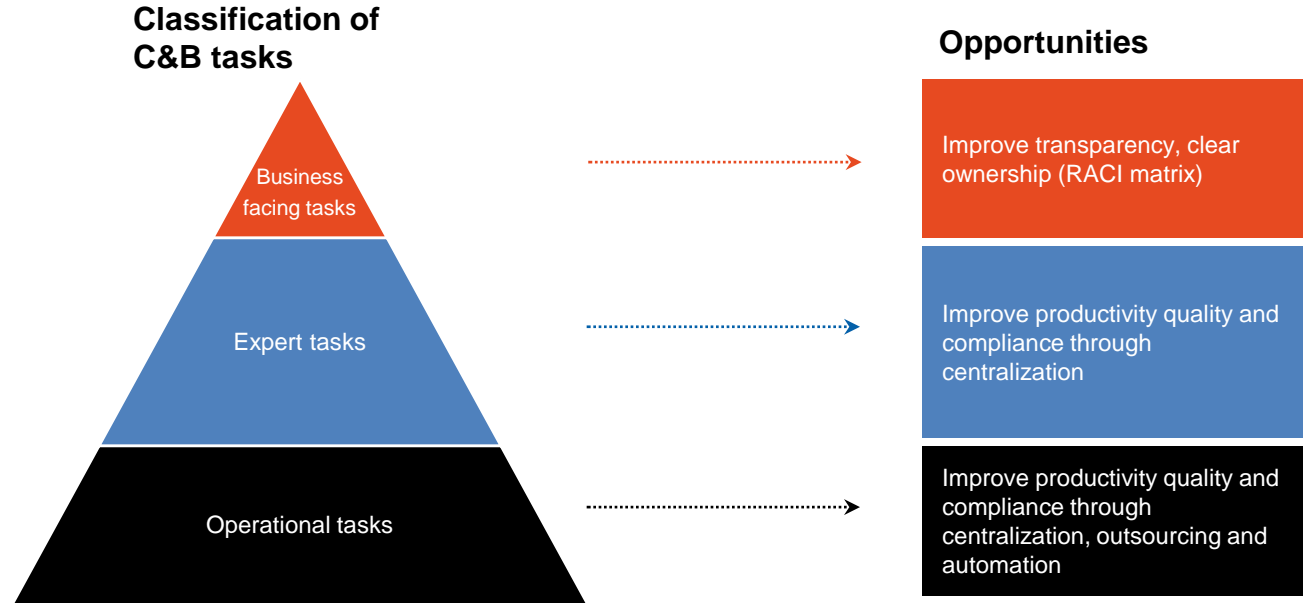 Classification of
C&B tasks
Opportunities
Business
facing tasks
Improve transparency, clear
ownership (RACI matrix)
Expert tasks
Improve productivity quality and
compliance through
centralization
Operational tasks
Improve productivity quality and
compliance through
centralization, outsourcing and
automation